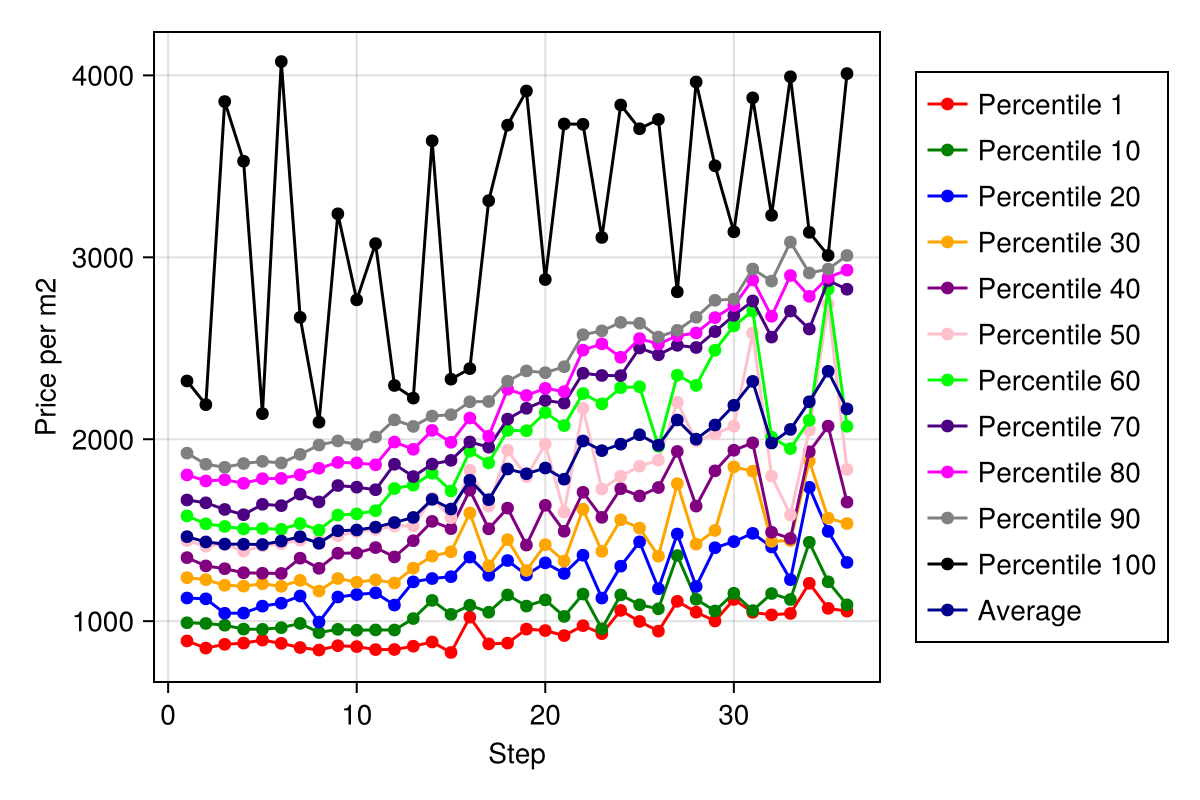 4000
3000
2000
1000
Price per m2
0 10 20 30
Step
Percentile 1
Percentile 10
Percentile 20
Percentile 30
Percentile 40
Percentile 50
Percentile 60
Percentile 70
Percentile 80
Percentile 90
Percentile 100
Average